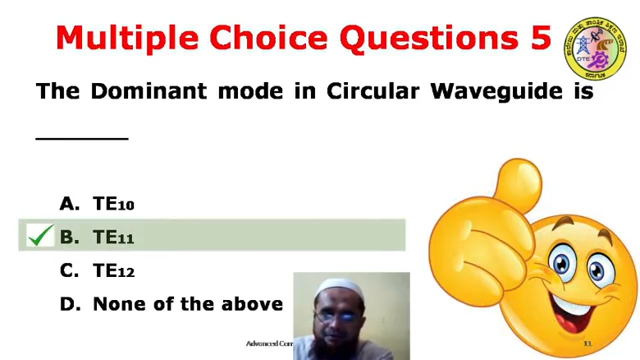 Multiple Choice Questions 5
The Dominant mode in Circular Waveguide is
________
A. TE10
B. TE11
C. TE12
D. None of the above
Advanced
11
DTE